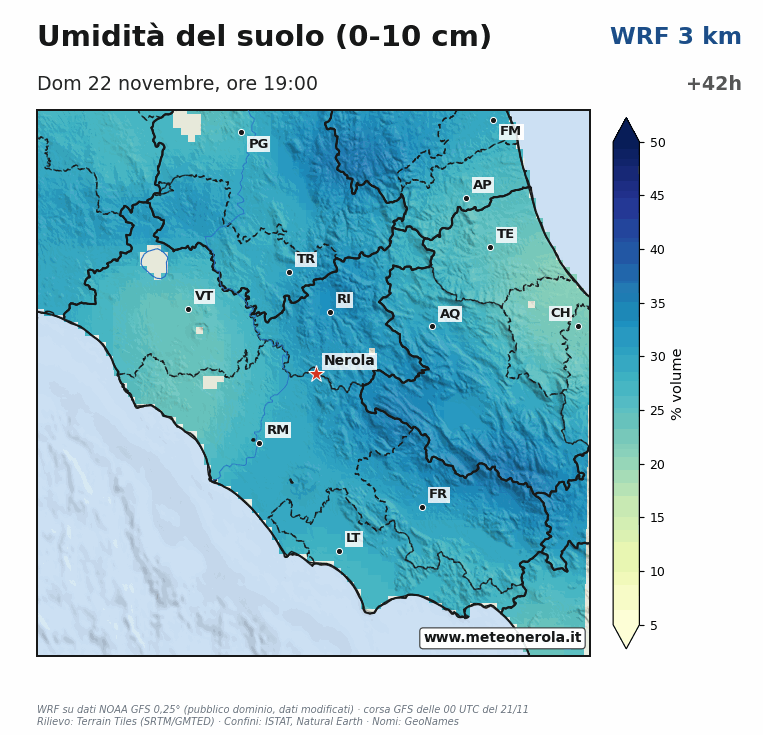 Umidità del suolo (0-10 cm)
WRF 3 km
Dom 22 novembre, ore 19:00
+42h
FM
PG
AP
TE
TR
VT
RI
AQ
CH
Nerola
RM
FR
LT
www.meteonerola.it
50
45
40
35
30
25
20
15
10
5
% volume
WRF su dati NOAA GFS 0,25° (pubblico dominio, dati modificati) · corsa GFS delle 00 UTC del 21/11
Rilievo: Terrain Tiles (SRTM/GMTED) · Confini: ISTAT, Natural Earth · Nomi: GeoNames